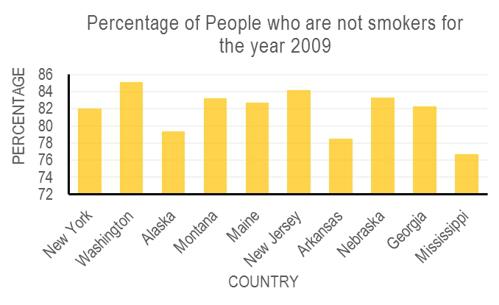 Percentage of People who are not smokers for
the year 2009
PERCENTAGE
86
84
82
80
78
76
74
72
New York
Washington
Alaska
Montana
Maine
New Jersey
Arkansas
Nebraska
Georgia
Mississippi
COUNTRY